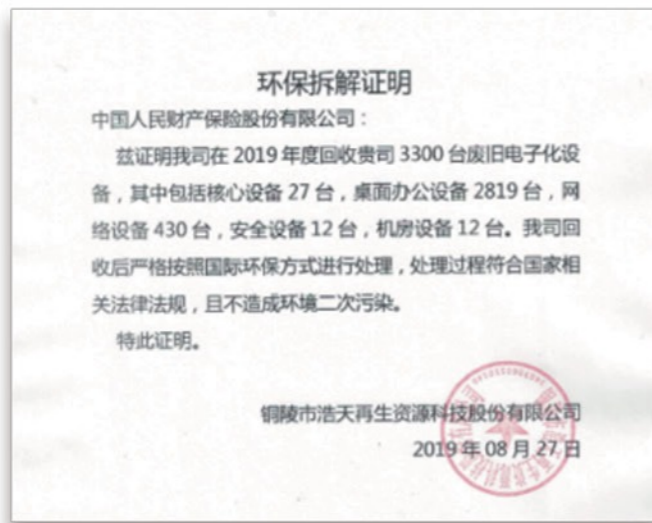 环保拆解证明
中国人民财产保险股份有限公司：
兹证明我司在 2019 年度回收贵司 3300 台废旧电子化设
备，其中包括核心设备 27 台，桌面办公设备 2819 台，网
络设备 430 台，安全设备 12 台，机房设备 12 台。我司回
收后严格按照国际环保方式进行处理，处理过程符合国家相
关法律法规，且不造成环境二次污染。
特此证明。
铜陵市浩天再生资源科技股份有限公司
2019 年 08 月 27 日